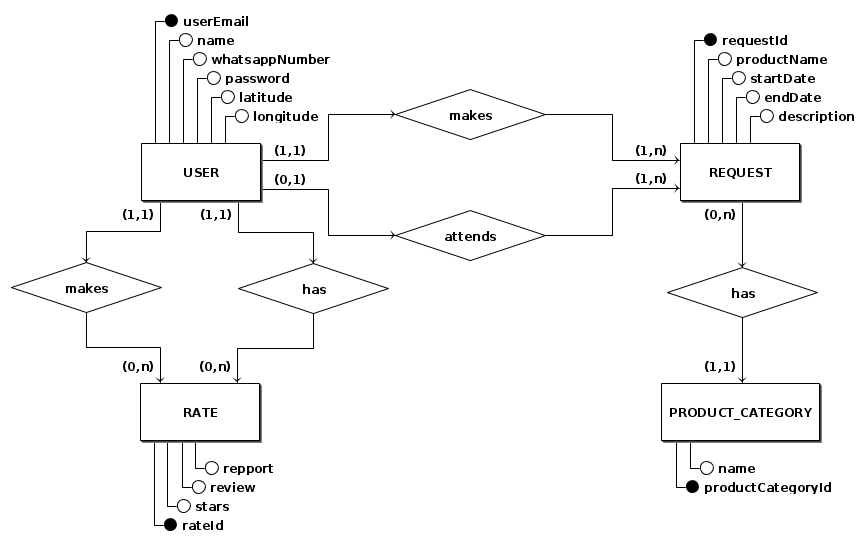 userEmail
name
whatsappNumber
password
latitude
longitude
requestId
productName
startDate
endDate
description
makes
(1,1)
(1,n)
USER
REQUEST
(0,1)
(1,n)
(1,1)
(1,1)
(0,n)
attends
makes
has
has
(0,n)
(0,n)
(1,1)
RATE
PRODUCT_CATEGORY
repport
review
stars
rateId
name
productCategoryId